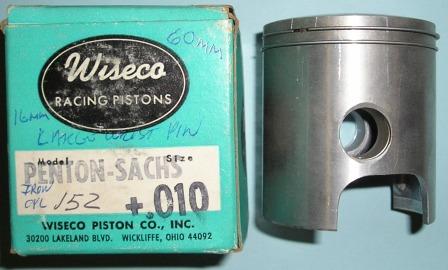 60mm
Wiseco
RACING PISTONS
16mm
LARGE WRIST PIN
Model Size
PENTON-SACHS
IRON
CYL 152 +.010
WISECO PISTON CO., INC.
30200 LAKELAND BLVD. WICKLIFFE, OHIO 44092